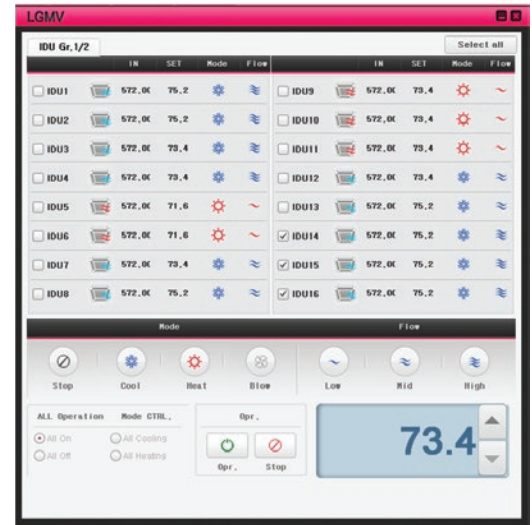 LGMV
IDU Gr,1/2
Select all
IN SET Mode Flow IN SET Mode Flow
IDU1 572,0( 75,2 IDU9 572,0( 73,4
IDU2 572,0( 75,2 IDU10 572,0( 73,4
IDU3 572,0( 73,4 IDU11 572,0( 73,4
IDU4 572,0( 73,4 IDU12 572,0( 73,4
IDU5 572,0( 71,6 IDU13 572,0( 75,2
IDU6 572,0( 71,6 IDU14 572,0( 75,2
IDU7 572,0( 73,4 IDU15 572,0( 75,2
IDU8 572,0( 75,2 IDU16 572,0( 75,2
Mode Flow
Stop Cool Heat Blow Low Mid High
ALL Operation Mode CTRL, Opr,
All On All Cooling
All Off All Heating
Opr, Stop
73.4